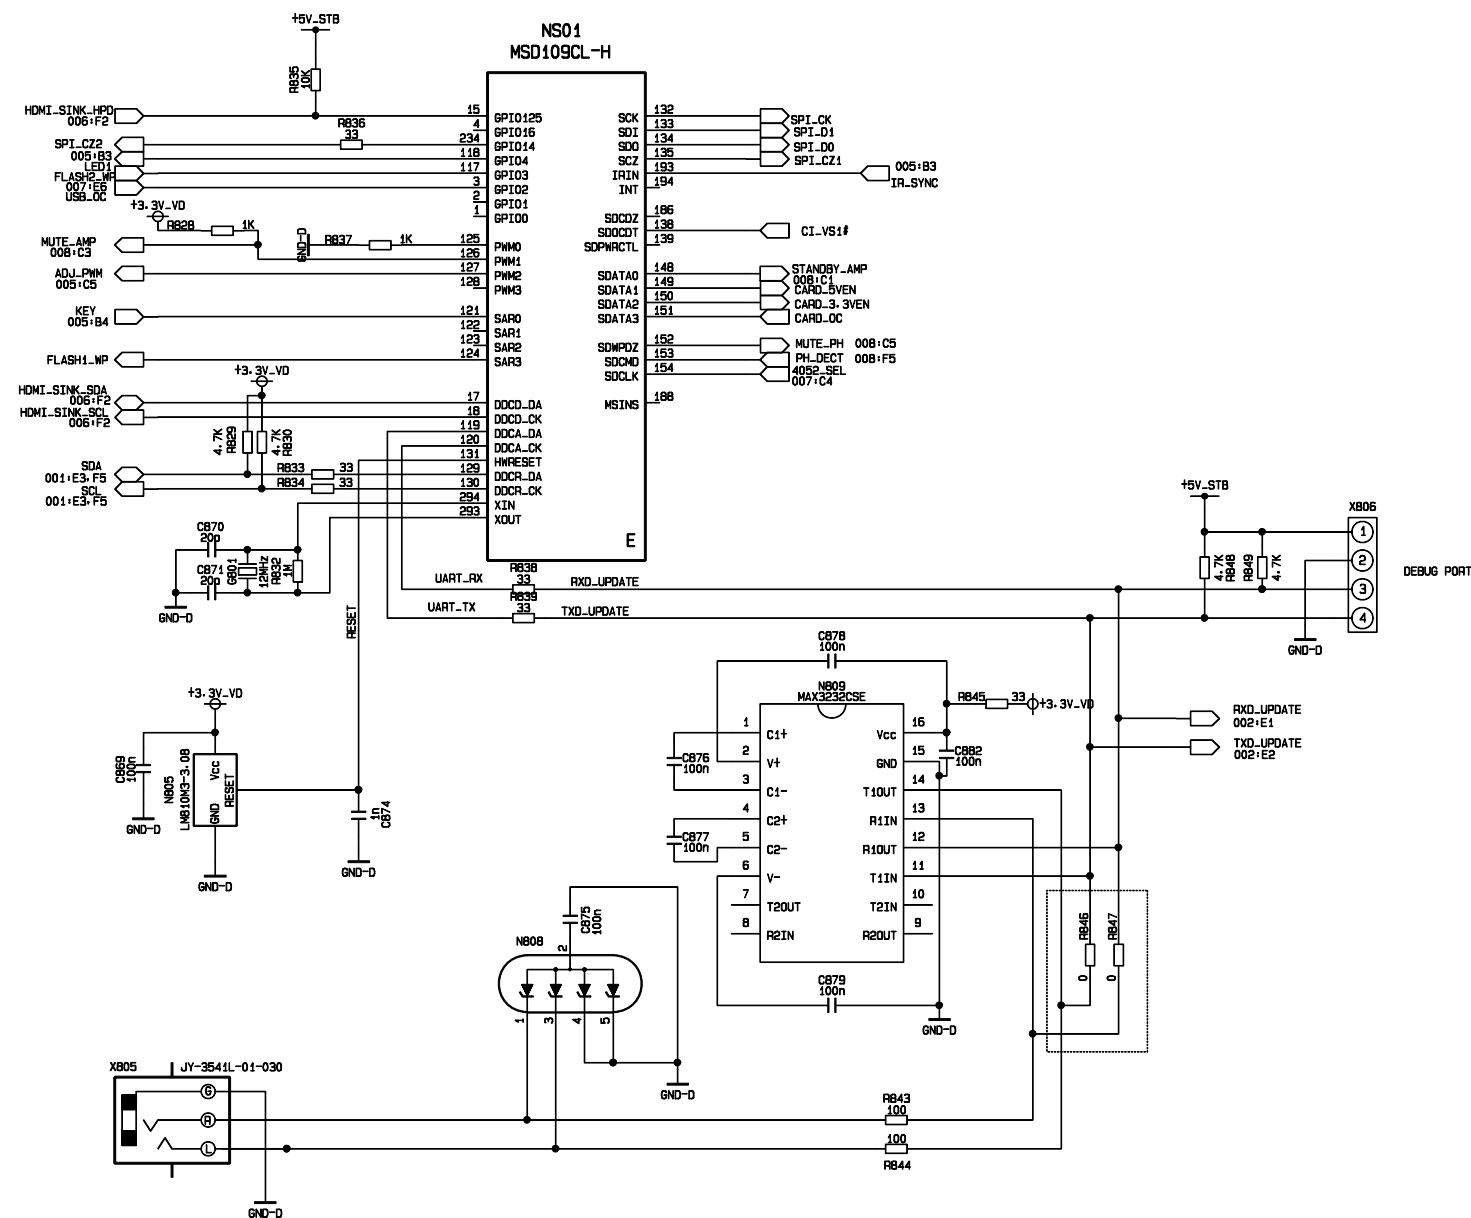 +5V_STB
NS01
MSD109CL-H
R835
10K
HDMI_SINK_HPD
006:F2
SPI_CZ2
005:B3
LED1
FLASH2_WP
007:E6
USB_OC
R836
33
15
4
234
118
117
3
2
1
GPIO125
GPIO16
GPIO14
GPIO4
GPIO3
GPIO2
GPIO1
GPIO0
SCK
SDI
SDO
SCZ
IRIN
INT
132
133
134
135
193
194
SPI_CK
SPI_D1
SPI_D0
SPI_CZ1
005:B3
IR_SYNC
+3.3V_VD
R828
1K
GND-D
R837
1K
MUTE_AMP
008:C3
ADJ_PWM
005:C5
125
126
127
128
PWM0
PWM1
PWM2
PWM3
SDCDZ
SDOCDT
SDPWRCTL
186
138
139
CI_VS1#
SDATA0
SDATA1
SDATA2
SDATA3
148
149
150
151
STANDBY_AMP
008:C1
CARD_5VEN
CARD_3.3VEN
CARD_OC
KEY
005:B4
FLASH1_WP
121
122
123
124
SAR0
SAR1
SAR2
SAR3
SDWPDZ
SDCMD
SDCLK
152
153
154
MUTE_PH 008:C5
PH_DECT 008:F5
4052_SEL
007:C4
MSINS
188
+3.3V_VD
HDMI_SINK_SDA
006:F2
HDMI_SINK_SCL
006:F2
4.7K
R829
4.7K
R830
SDA
001:E3,F5
SCL
001:E3,F5
R833
33
R834
33
17
18
119
120
131
129
130
294
293
DDCD_DA
DDCD_CK
DDCA_DA
DDCA_CK
HWRESET
DDCR_DA
DDCR_CK
XIN
XOUT
E
C870
20p
C871
20p
G801
12MHz
R832
1M
GND-D
RESET
UART_RX
R838
33
RXD_UPDATE
UART_TX
R839
33
TXD_UPDATE
+5V_STB
X806
1
2
3
4
4.7K
R848
R849
4.7K
DEBUG PORT
GND-D
+3.3V_VD
C869
100n
N805
LM810M3-3.08
Vcc
RESET
GND
GND-D
GND-D
1n
C874
GND-D
C878
100n
N809
MAX3232CSE
R845
33
+3.3V_VD
C882
100n
C876
100n
C877
100n
1
2
3
4
5
6
7
8
C1+
V+
C1-
C2+
C2-
V-
T2OUT
R2IN
Vcc
GND
T1OUT
R1IN
R1OUT
T1IN
T2IN
R2OUT
16
15
14
13
12
11
10
9
RXD_UPDATE
002:E1
TXD_UPDATE
002:E2
C879
100n
GND-D
R846
0
R847
0
C875
100n
N808
2
1
3
4
5
GND-D
X805
JY-3541L-01-030
G
R
L
GND-D
R843
100
100
R844